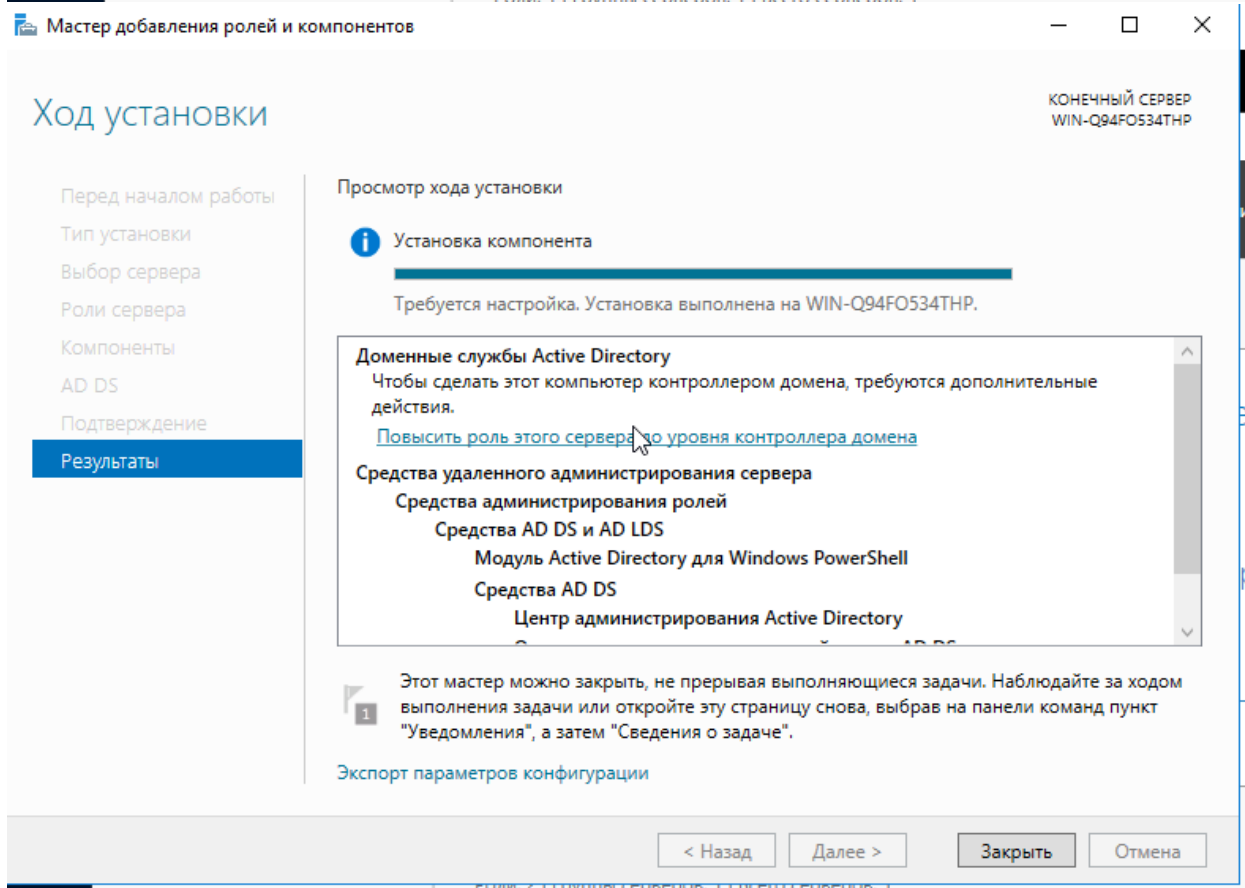 Мастер добавления ролей и компонентов
Ход установки
КОНЕЧНЫЙ СЕРВЕР
WIN-Q94FO534THP
Перед началом работы
Тип установки
Выбор сервера
Роли сервера
Компоненты
AD DS
Подтверждение
Результаты
Просмотр хода установки
Установка компонента
Требуется настройка. Установка выполнена на WIN-Q94FO534THP.
Доменные службы Active Directory
Чтобы сделать этот компьютер контроллером домена, требуются дополнительные
действия.
Повысить роль этого сервера до уровня контроллера домена
Средства удаленного администрирования сервера
Средства администрирования ролей
Средства AD DS и AD LDS
Модуль Active Directory для Windows PowerShell
Средства AD DS
Центр администрирования Active Directory
1
Этот мастер можно закрыть, не прерывая выполняющиеся задачи. Наблюдайте за ходом
выполнения задачи или откройте эту страницу снова, выбрав на панели команд пункт
"Уведомления", а затем "Сведения о задаче".
Экспорт параметров конфигурации
< Назад
Далее >
Закрыть
Отмена